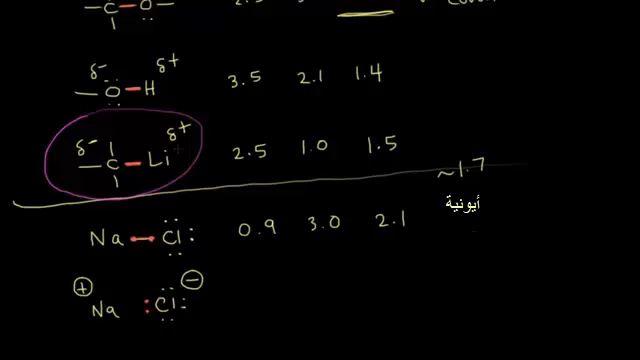 — C — O —
δ- δ+
— O — H 3.5 2.1 1.4
δ- δ+
— C — Li 2.5 1.0 1.5
~1.7
أيونية
Na — Cl 0.9 3.0 2.1
+ −
Na Cl